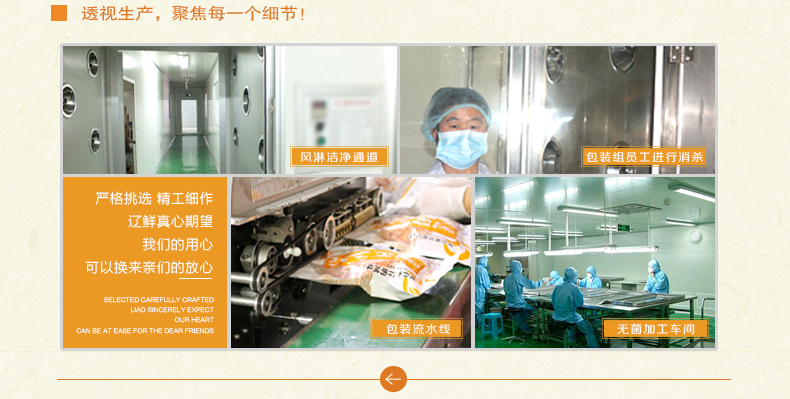 透视生产，聚焦每一个细节！
风淋洁净通道
包装组员工进行消杀
严格挑选 精工细作
辽鲜真心期望
我们的用心
可以换来亲们的放心
SELECTED CAREFULLY CRAFTED
LIAO SINCERELY EXPECT
OUR HEART
CAN BE AT EASE FOR THE DEAR FRIENDS
包装流水线
无菌加工车间